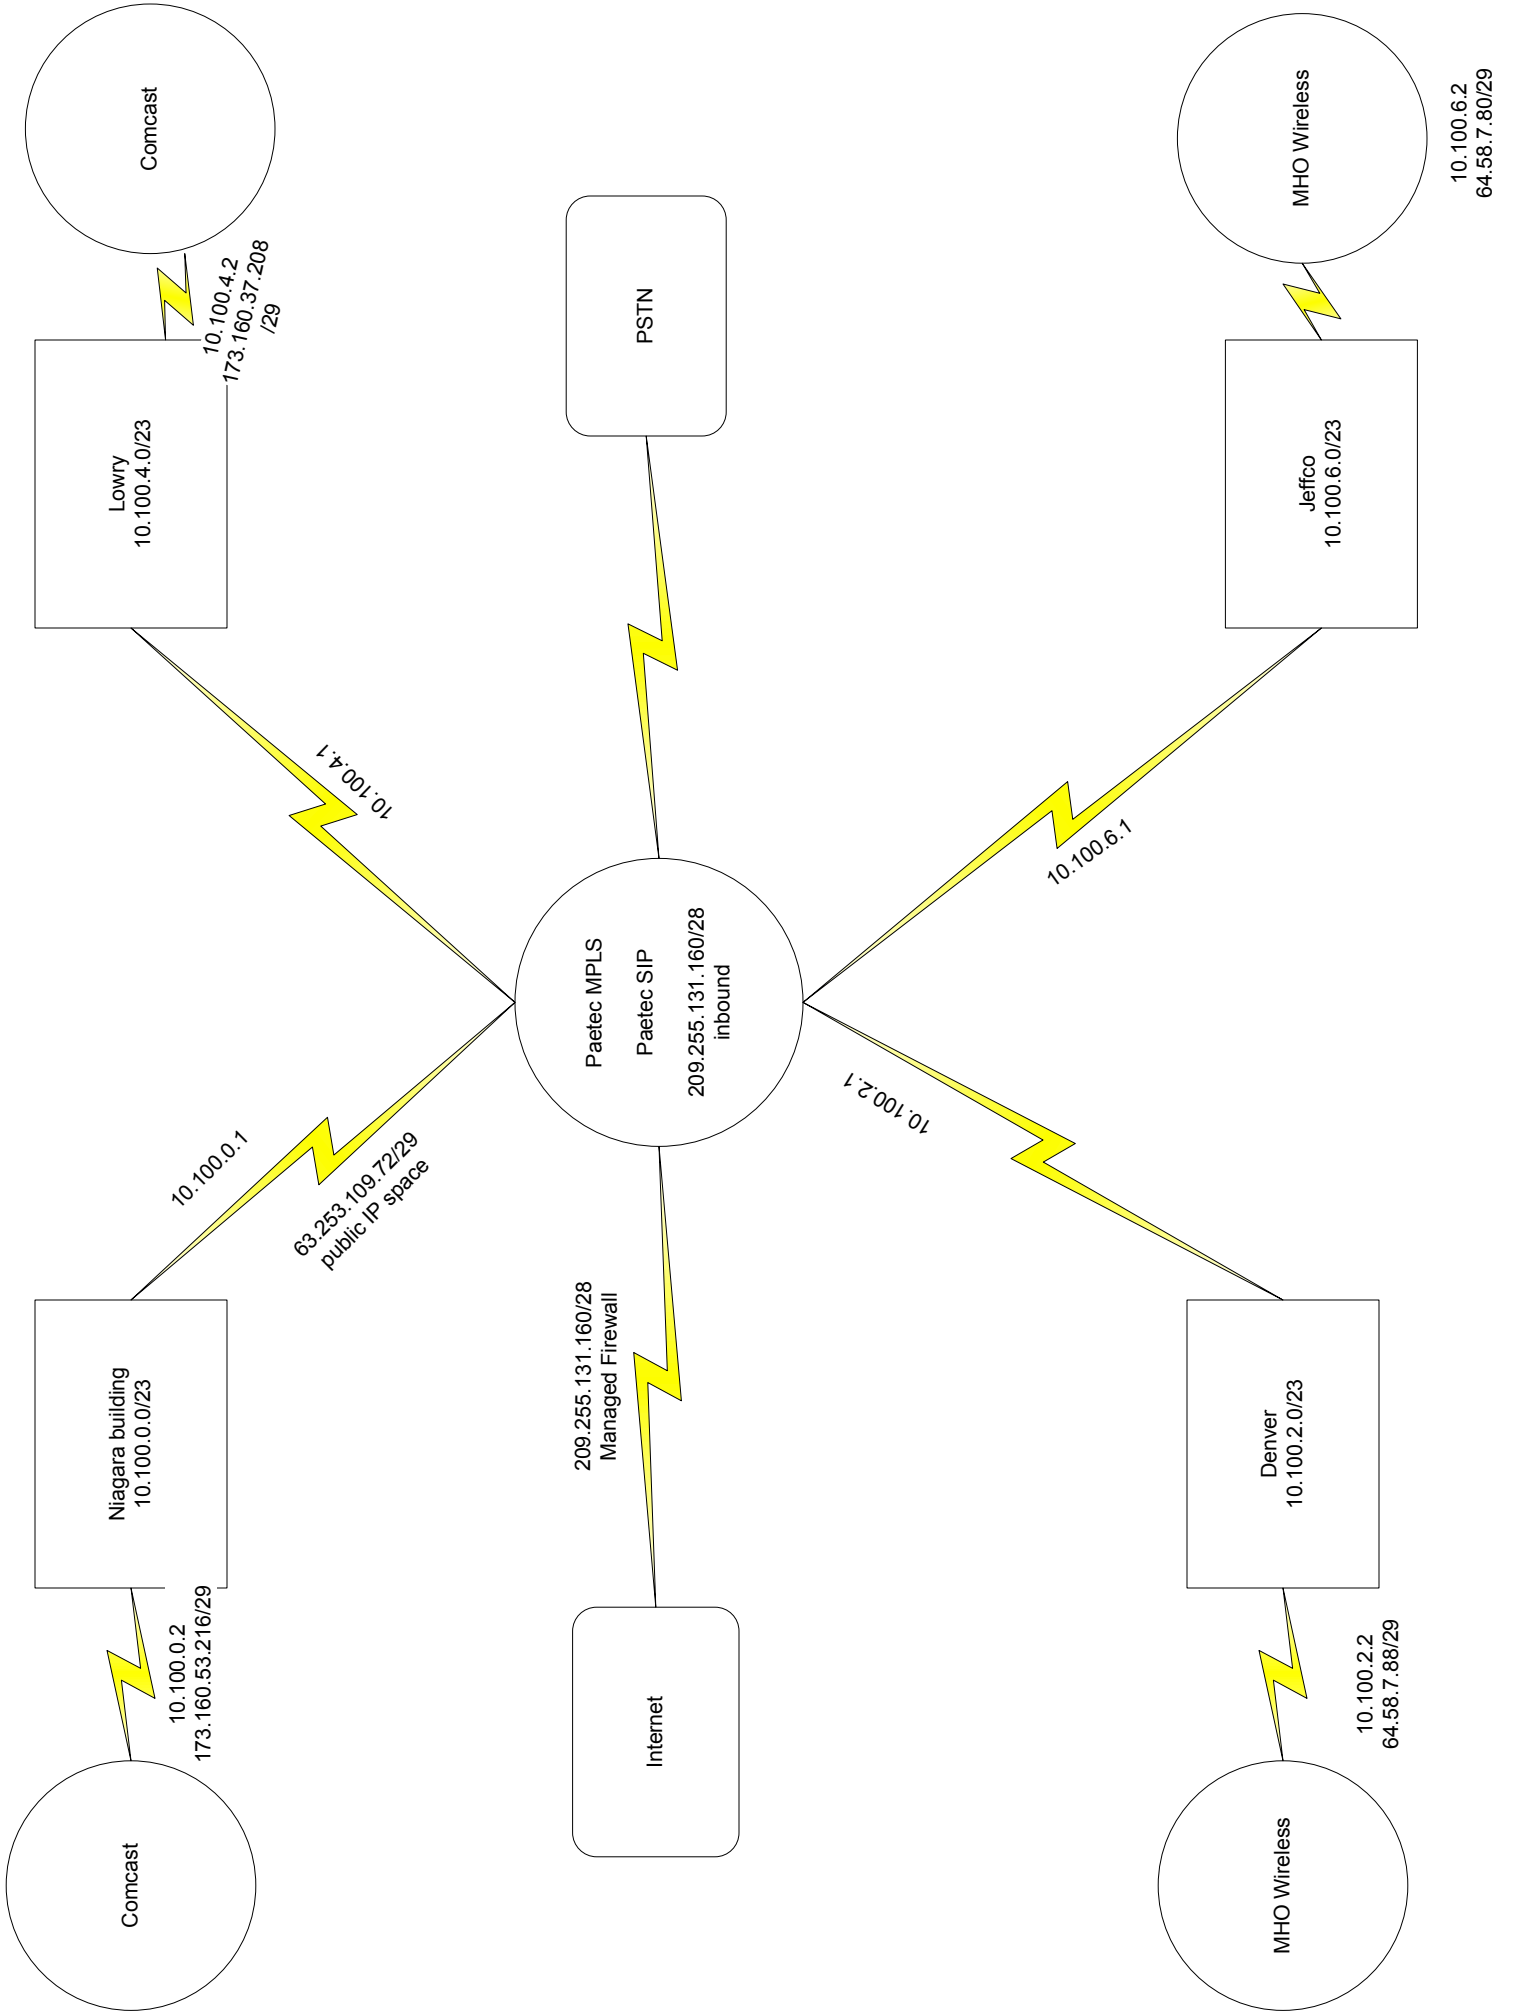 Comcast
10.100.0.2
173.160.53.216/29
Niagara building
10.100.0.0/23
10.100.0.1
63.253.109.72/29
public IP space
10.100.4.1
Lowry
10.100.4.0/23
10.100.4.2
173.160.37.208
/29
Comcast
Internet
209.255.131.160/28
Managed Firewall
Paetec MPLS
Paetec SIP
209.255.131.160/28
inbound
PSTN
MHO Wireless
10.100.2.2
64.58.7.88/29
Denver
10.100.2.0/23
10.100.2.1
10.100.6.1
Jeffco
10.100.6.0/23
MHO Wireless
10.100.6.2
64.58.7.80/29